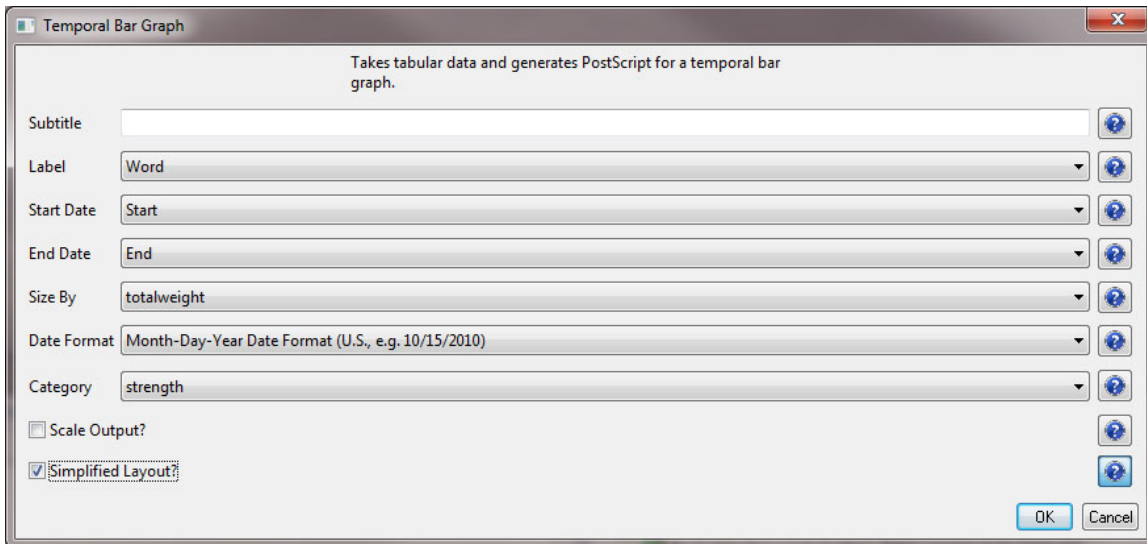 Temporal Bar Graph
Takes tabular data and generates PostScript for a temporal bar
graph.
Subtitle
Label Word
Start Date Start
End Date End
Size By totalweight
Date Format Month-Day-Year Date Format (U.S., e.g. 10/15/2010)
Category strength
Scale Output?
Simplified Layout?
OK Cancel